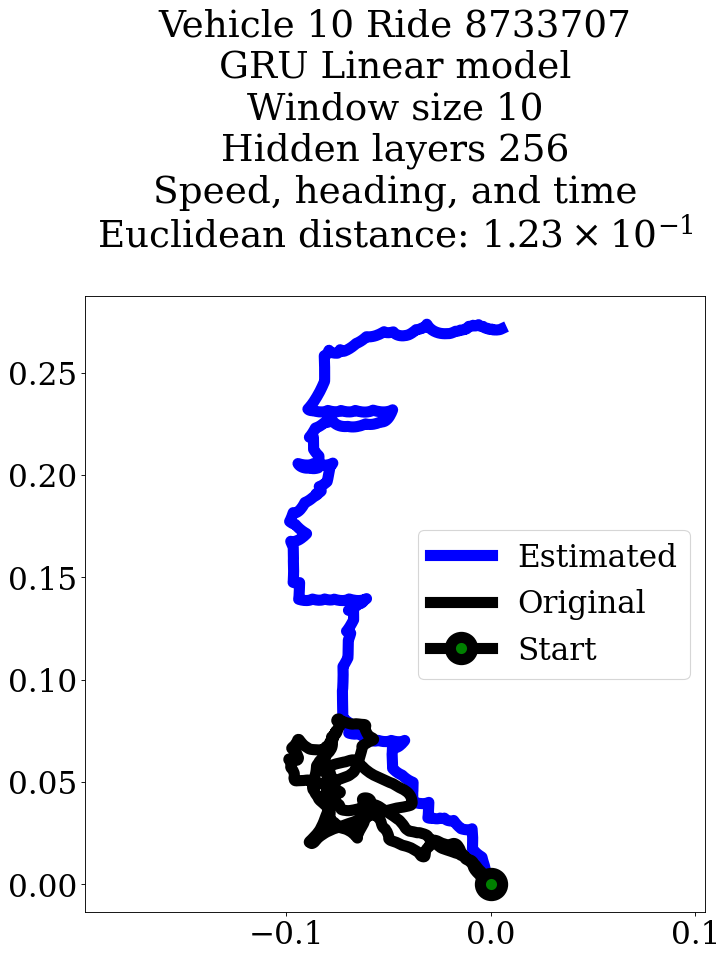 Vehicle 10 Ride 8733707
GRU Linear model
Window size 10
Hidden layers 256
Speed, heading, and time
Euclidean distance: 1.23 × 10⁻¹
0.25
0.20
0.15
0.10
0.05
0.00
Estimated
Original
Start
−0.1
0.0
0.1